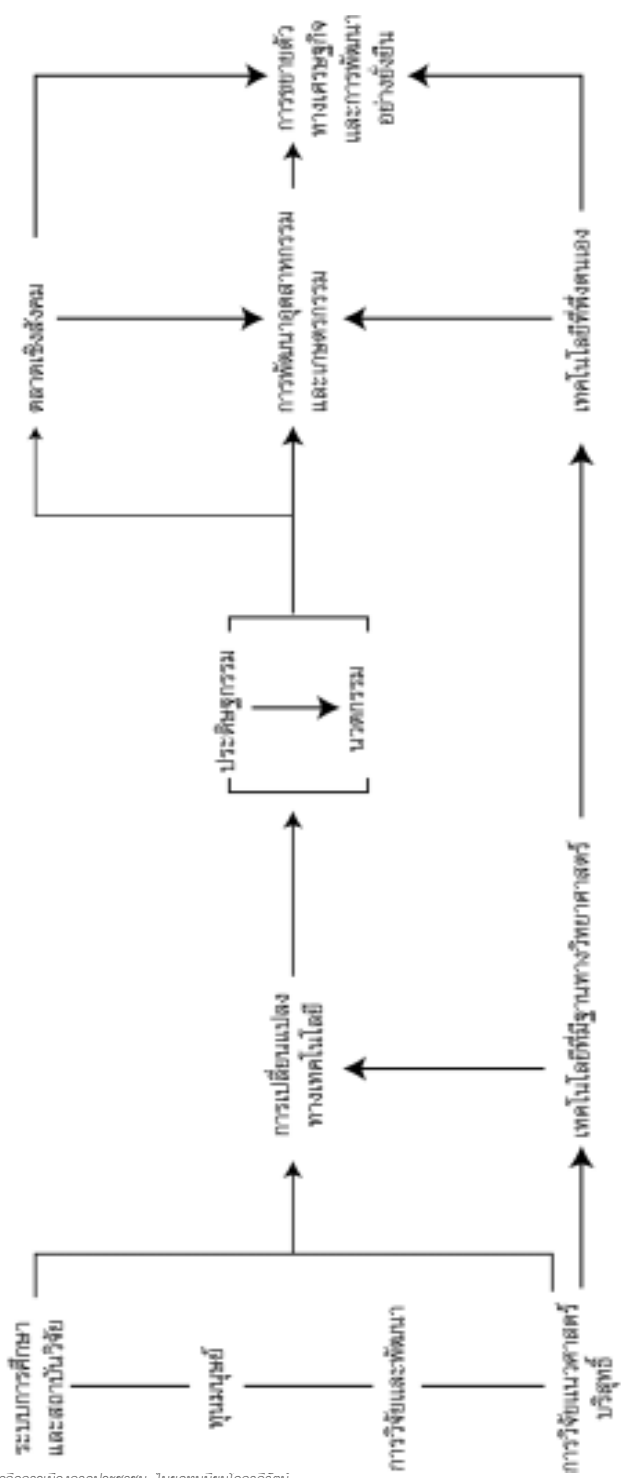 ระบบการศึกษา
และสถาบันวิจัย
ทุนมนุษย์
การวิจัยและพัฒนา
การวิจัยแนวศาสตร์
บริสุทธิ์
การเปลี่ยนแปลง
ทางเทคโนโลยี
เทคโนโลยีที่มีฐานทางวิทยาศาสตร์
ประดิษฐกรรม
นวตกรรม
ตลาดเชิงสังคม
การพัฒนาอุตสาหกรรม
และเกษตรกรรม
เทคโนโลยีที่พึ่งตนเอง
การขยายตัว
ทางเศรษฐกิจ
และการพัฒนา
อย่างยั่งยืน